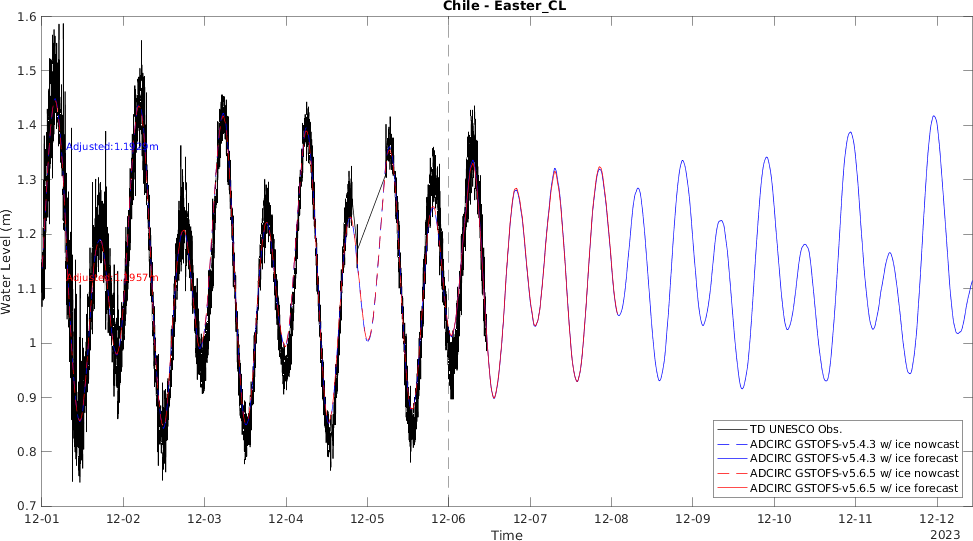 Chile - Easter_CL
1.6
1.5
1.4
1.3
1.2
1.1
1
0.9
0.8
0.7
Water Level (m)
TD UNESCO Obs.
ADCIRC GSTOFS-v5.4.3 w/ ice nowcast
ADCIRC GSTOFS-v5.4.3 w/ ice forecast
ADCIRC GSTOFS-v5.6.5 w/ ice nowcast
ADCIRC GSTOFS-v5.6.5 w/ ice forecast
12-01 12-02 12-03 12-04 12-05 12-06 12-07 12-08 12-09 12-10 12-11 12-12
2023
Time